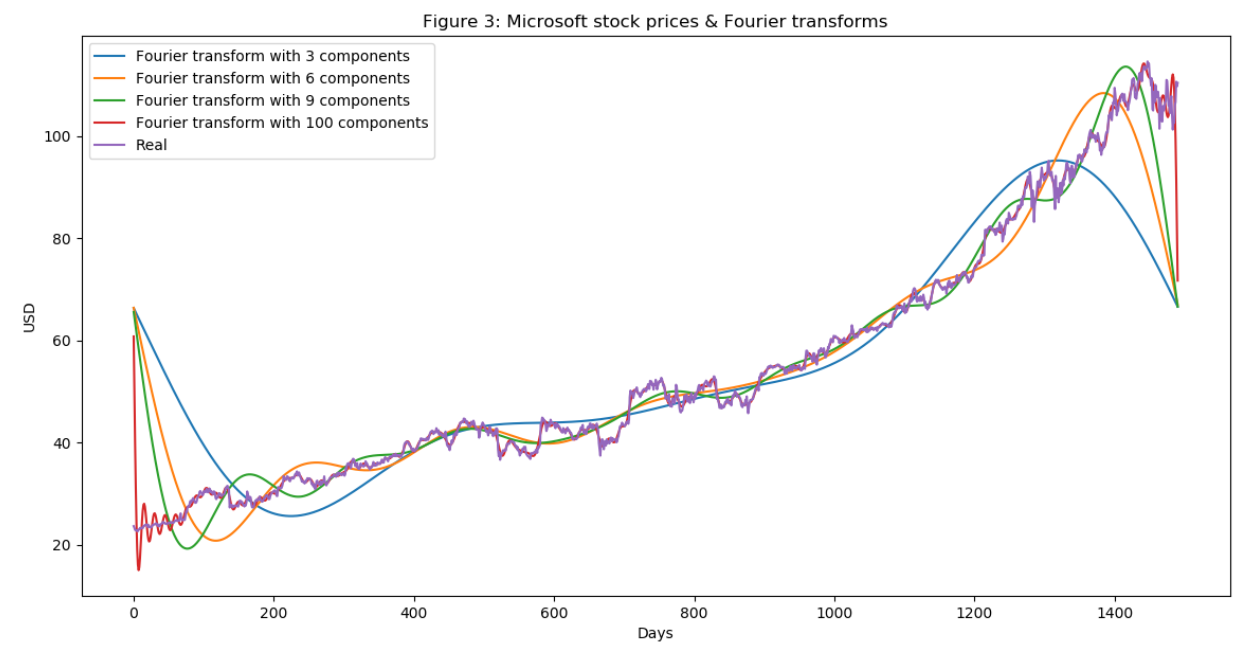 Figure 3: Microsoft stock prices & Fourier transforms
Fourier transform with 3 components
Fourier transform with 6 components
Fourier transform with 9 components
Fourier transform with 100 components
Real
100
80
60
40
20
USD
0 200 400 600 800 1000 1200 1400
Days